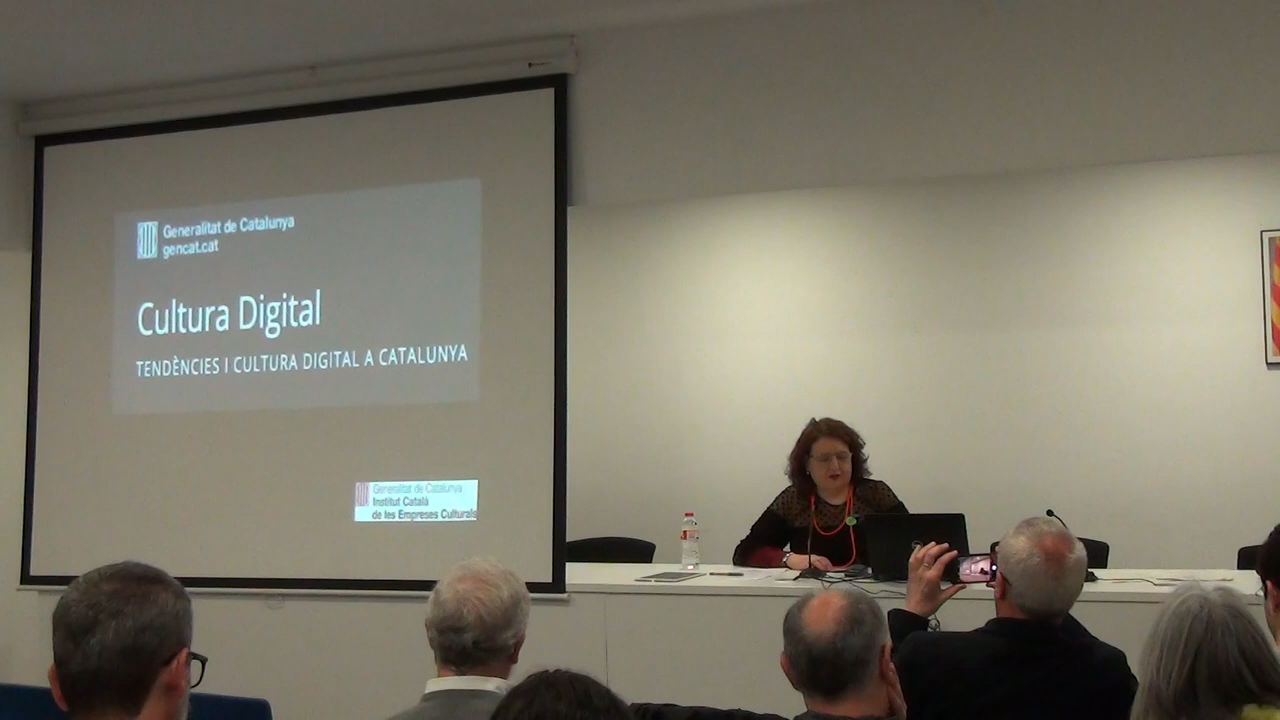 Generalitat de Catalunya
gencat.cat
Cultura Digital
TENDÈNCIES I CULTURA DIGITAL A CATALUNYA
Generalitat de Catalunya
Institut Català
de les Empreses Culturals